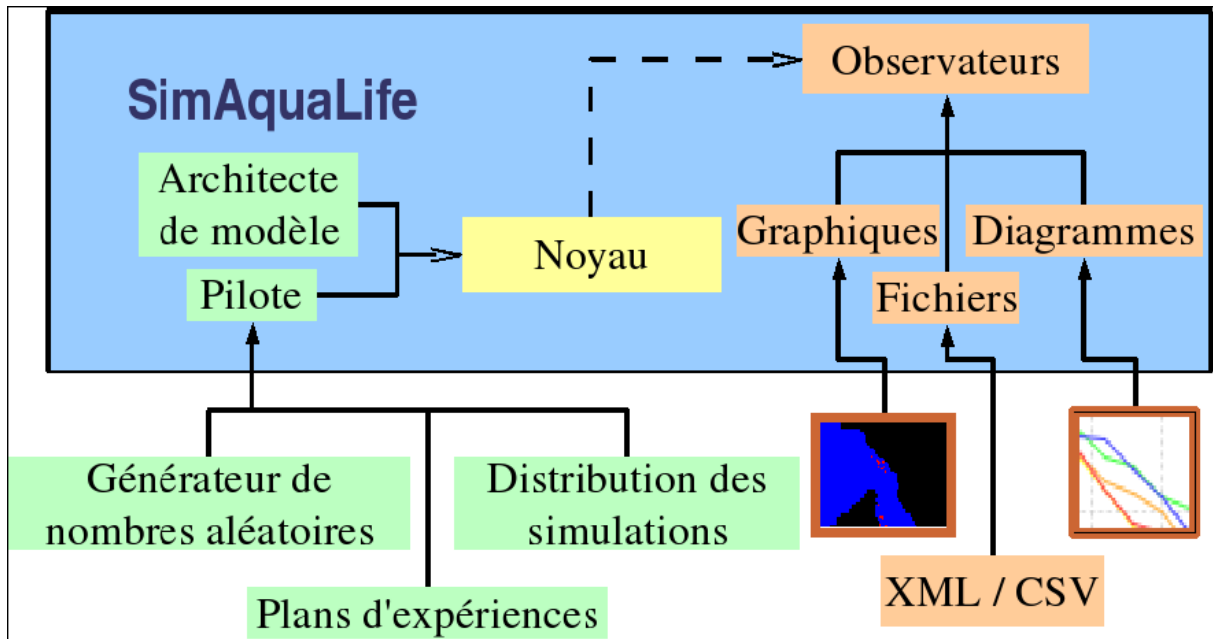 Observateurs
SimAquaLife
Architecte
de modèle
Graphiques
Diagrammes
Noyau
Pilote
Fichiers
Générateur de
nombres aléatoires
Distribution des
simulations
XML / CSV
Plans d'expériences